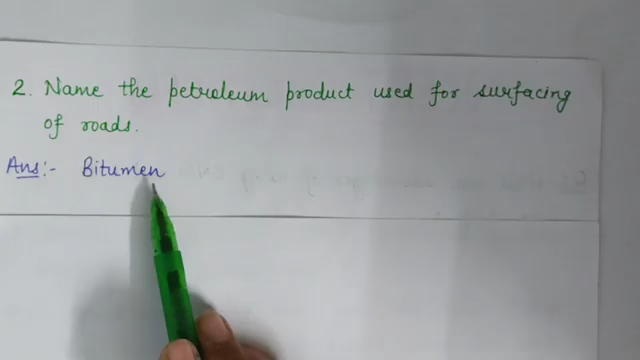 2. Name the petroleum product used for surfacing
of roads.
Ans:- Bitumen